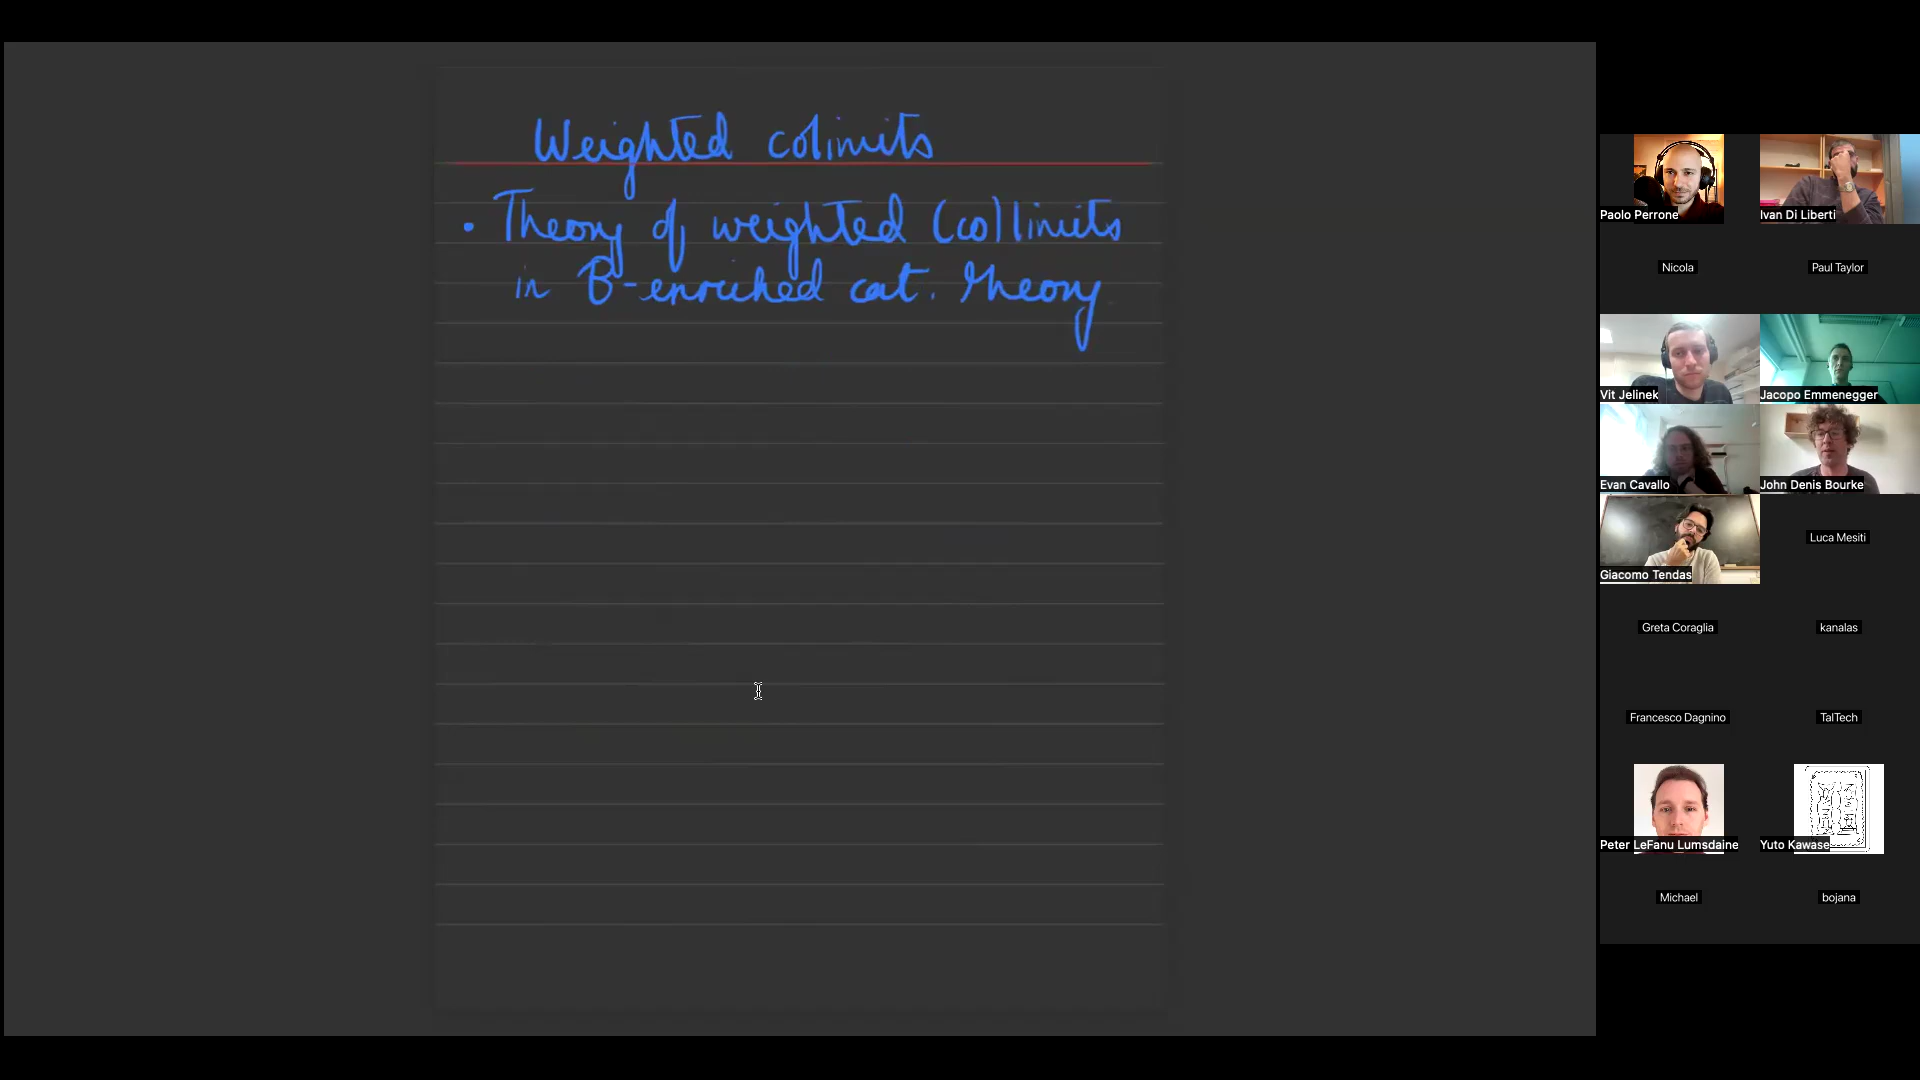 Weighted colimits
• Theory of weighted (co)limits
in B-enriched cat. theory
Paolo Perrone
Ivan Di Liberti
Nicola
Paul Taylor
Vit Jelinek
Jacopo Emmenegger
Evan Cavallo
John Denis Bourke
Giacomo Tendas
Luca Mesiti
Greta Coraglia
kanalas
Francesco Dagnino
TalTech
Peter LeFanu Lumsdaine
Yuto Kawase
Michael
bojana